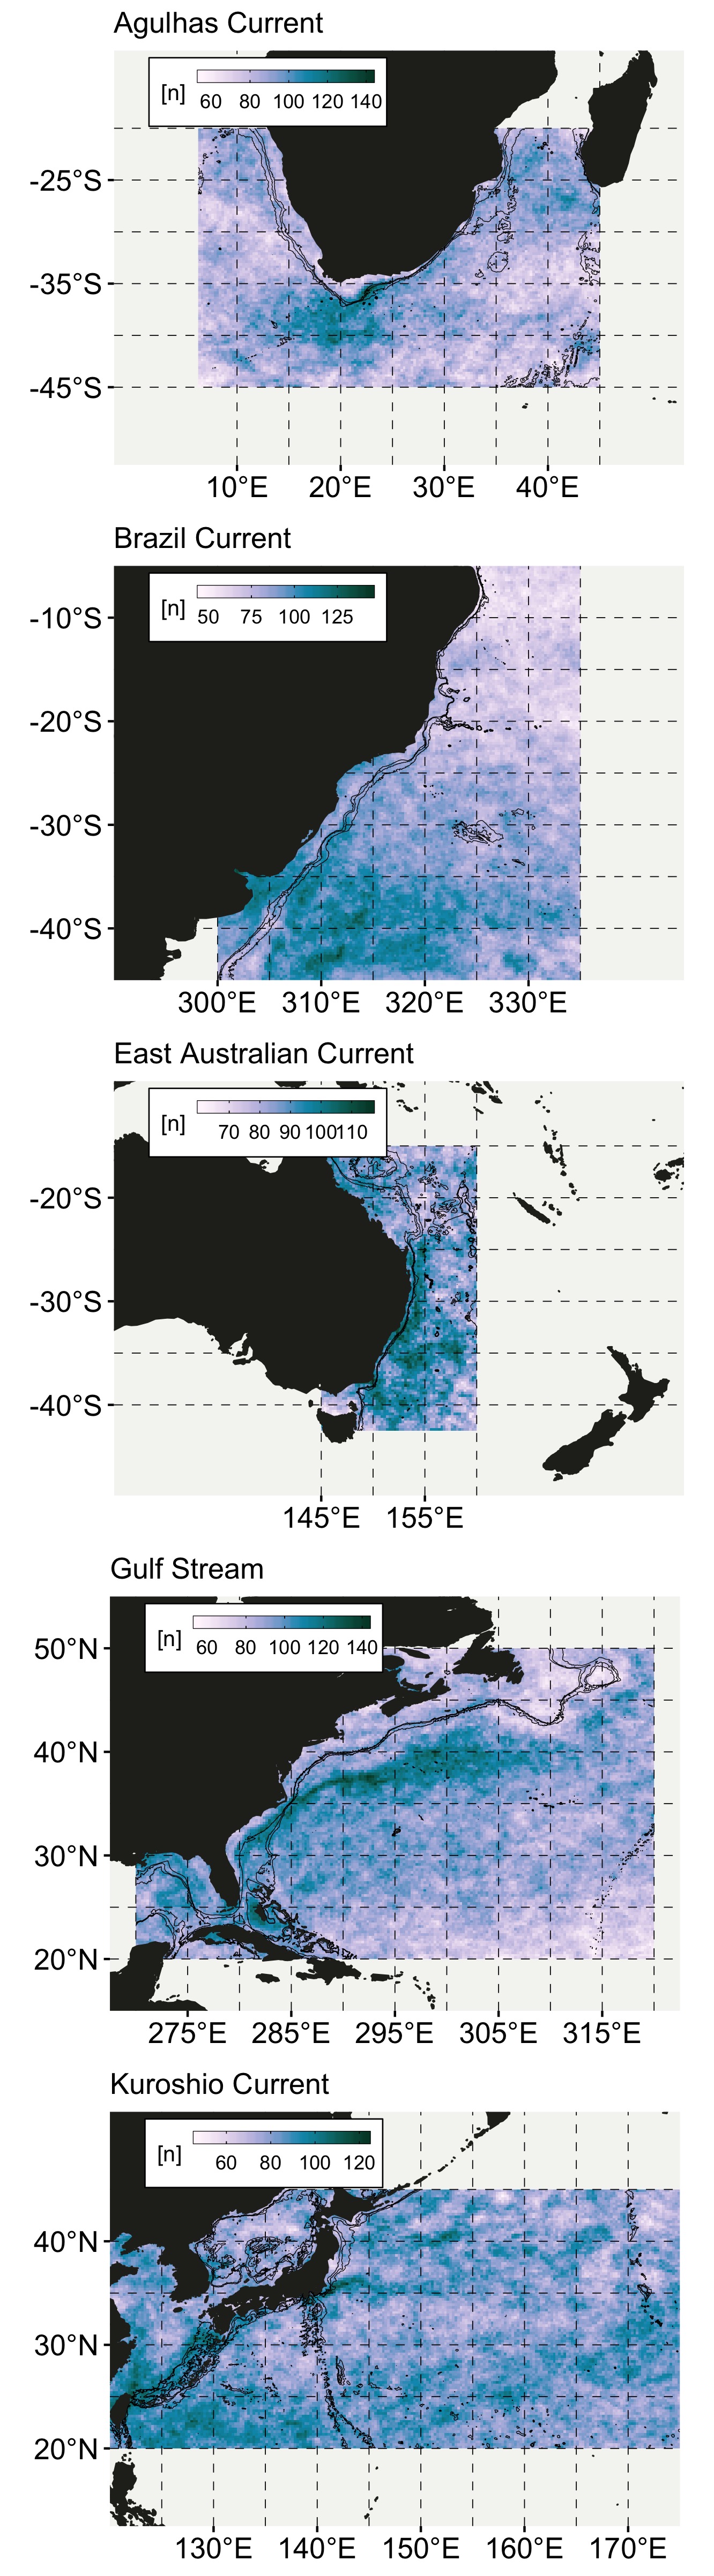 Agulhas Current
[n]
60 80 100 120 140
-25°S
-35°S
-45°S
10°E 20°E 30°E 40°E
Brazil Current
[n]
50 75 100 125
-10°S
-20°S
-30°S
-40°S
300°E 310°E 320°E 330°E
East Australian Current
[n]
70 80 90 100 110
-20°S
-30°S
-40°S
145°E 155°E
Gulf Stream
[n]
60 80 100 120 140
50°N
40°N
30°N
20°N
275°E 285°E 295°E 305°E 315°E
Kuroshio Current
[n]
60 80 100 120
40°N
30°N
20°N
130°E 140°E 150°E 160°E 170°E